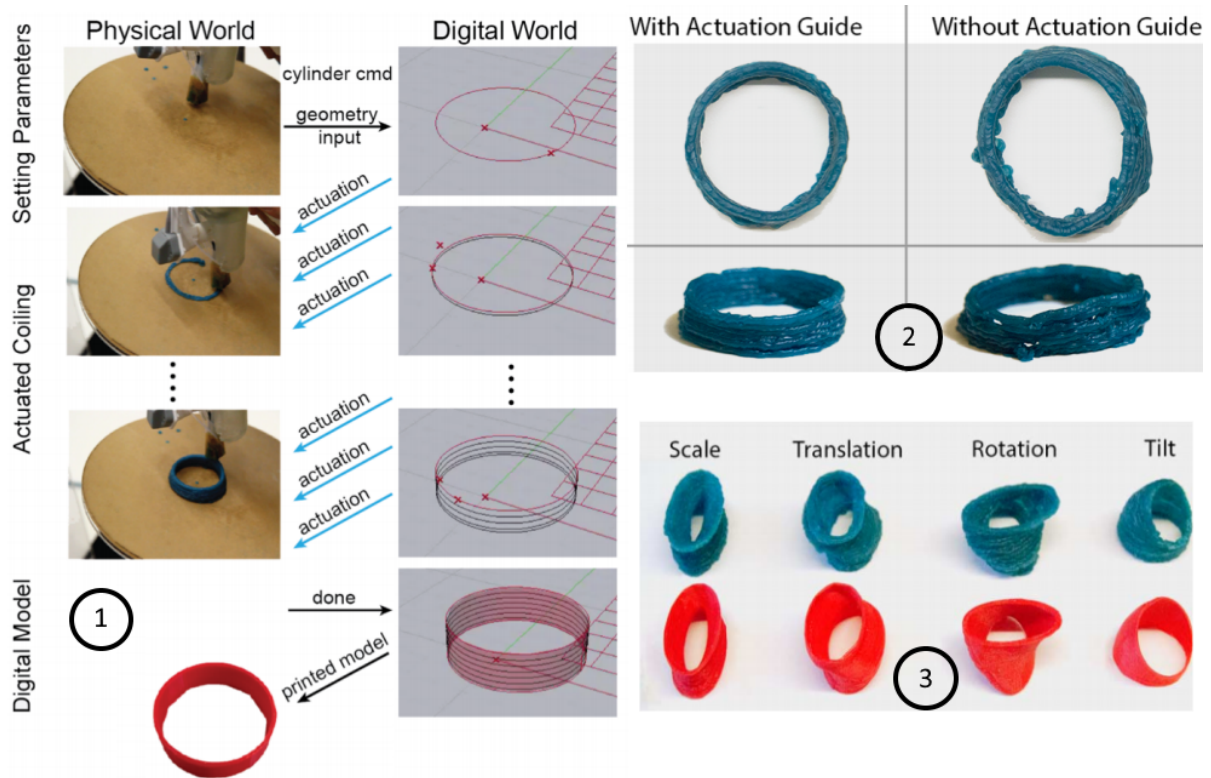 Physical World
Digital World
Setting Parameters
cylinder cmd
geometry
input
actuation
actuation
actuation
Actuated Coiling
actuation
actuation
actuation
Digital Model
1
done
printed model
With Actuation Guide
Without Actuation Guide
2
Scale
Translation
Rotation
Tilt
3